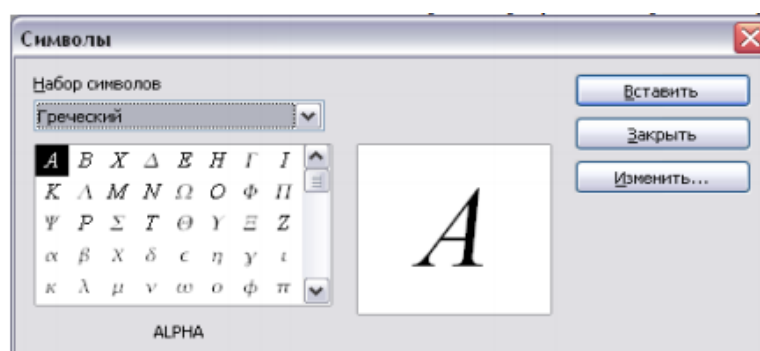 Символы
Набор символов
Греческий
Α Β Χ Δ Ε Η Γ Ι
Κ Λ Μ Ν Ω Ο Φ Π
Ψ Ρ Σ Τ Θ Υ Ξ Ζ
α β χ δ ϵ η γ ι
κ λ μ ν ω ο ϕ π
ALPHA
Α
Вставить
Закрыть
Изменить...